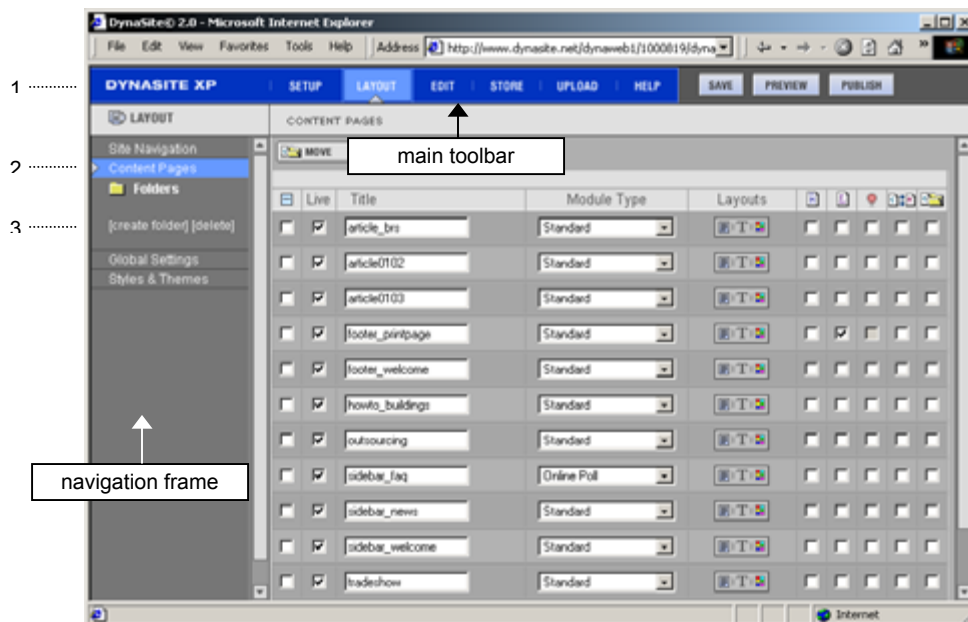 DynaSite® 2.0 - Microsoft Internet Explorer
File Edit View Favorites Tools Help Address http://www.dynasite.net/dynaweb1/1000819/dyna »
1 DYNASITE XP SETUP LAYOUT EDIT STORE UPLOAD HELP SAVE PREVIEW PUBLISH
LAYOUT CONTENT PAGES
Site Navigation MOVE main toolbar
2 Content Pages
Folders Live Title Module Type Layouts
3 [create folder] [delete] article_brs Standard T
Global Settings article0102 Standard T
Styles & Themes
article0103 Standard T
footer_printpage Standard T
footer_welcome Standard T
howto_buildings Standard T
outsourcing Standard T
navigation frame sidebar_faq Online Poll T
sidebar_news Standard T
sidebar_welcome Standard T
tradeshow Standard T
Internet